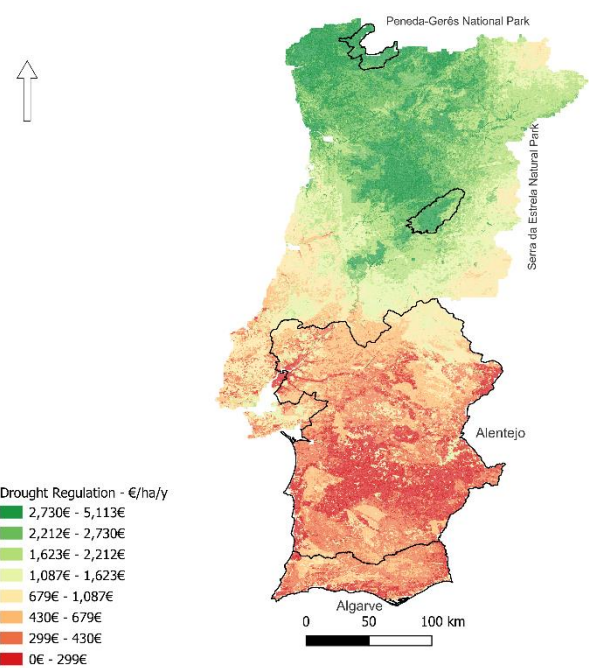 Peneda-Gerês National Park
Serra da Estrela Natural Park
Alentejo
Algarve
Drought Regulation - €/ha/y
2,730€ - 5,113€
2,212€ - 2,730€
1,623€ - 2,212€
1,087€ - 1,623€
679€ - 1,087€
430€ - 679€
299€ - 430€
0€ - 299€
0 50 100 km